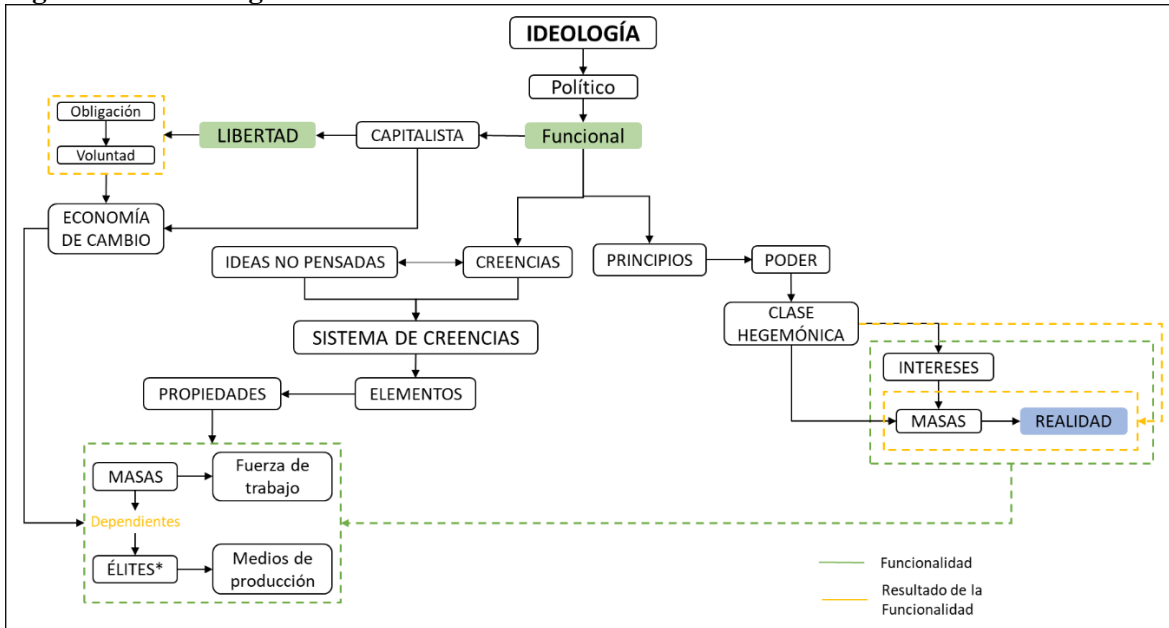 IDEOLOGÍA
Político
Obligación
Voluntad
LIBERTAD
CAPITALISTA
Funcional
ECONOMÍA
DE CAMBIO
IDEAS NO PENSADAS
CREENCIAS
PRINCIPIOS
PODER
CLASE
HEGEMÓNICA
SISTEMA DE CREENCIAS
INTERESES
PROPIEDADES
ELEMENTOS
MASAS
REALIDAD
MASAS
Fuerza de
trabajo
Dependientes
ÉLITES*
Medios de
producción
Funcionalidad
Resultado de la
Funcionalidad